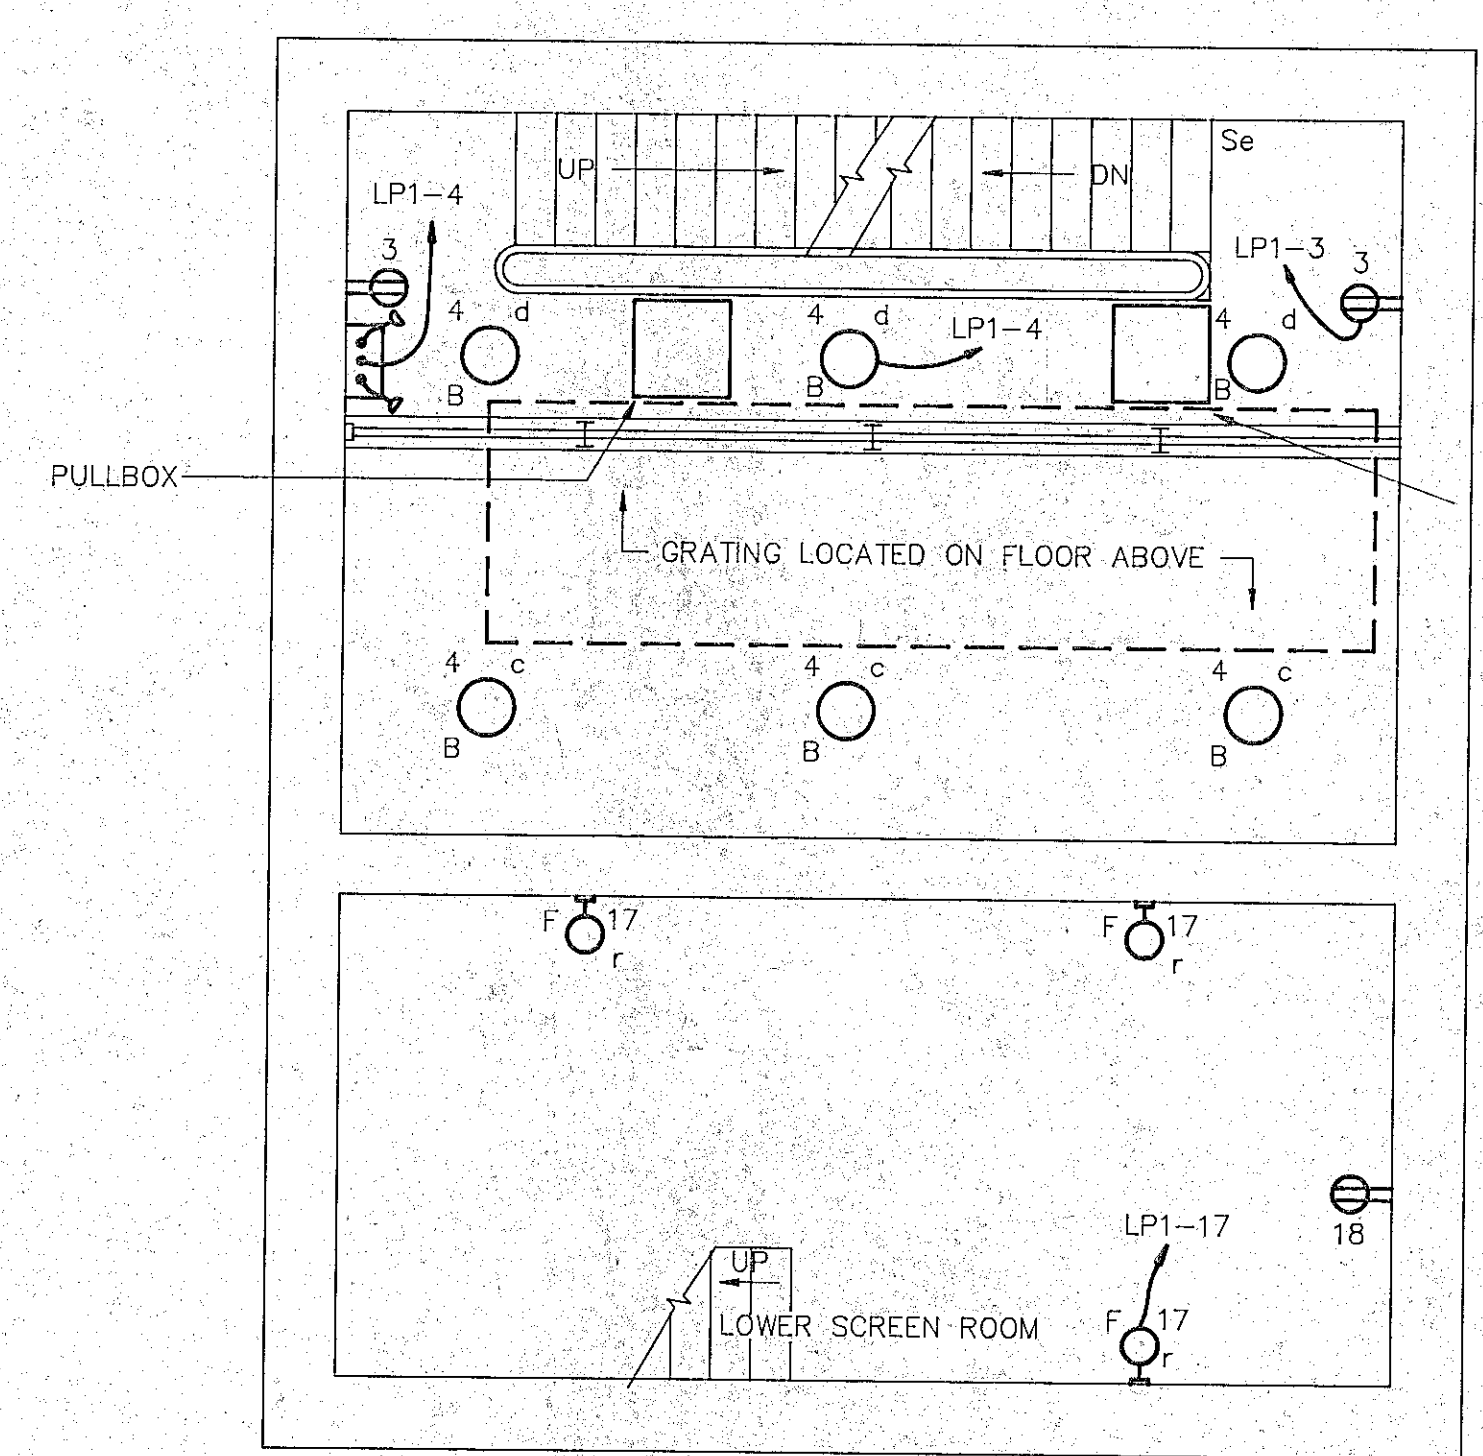 Se
UP
DN
LP1-4
3
LP1-3
3
4 d
B
4 d
B
LP1-4
4 d
B
PULLBOX
GRATING LOCATED ON FLOOR ABOVE
4 c
B
4 c
B
4 c
B
F 17
r
F 17
r
18
LP1-17
UP
LOWER SCREEN ROOM
F 17
r